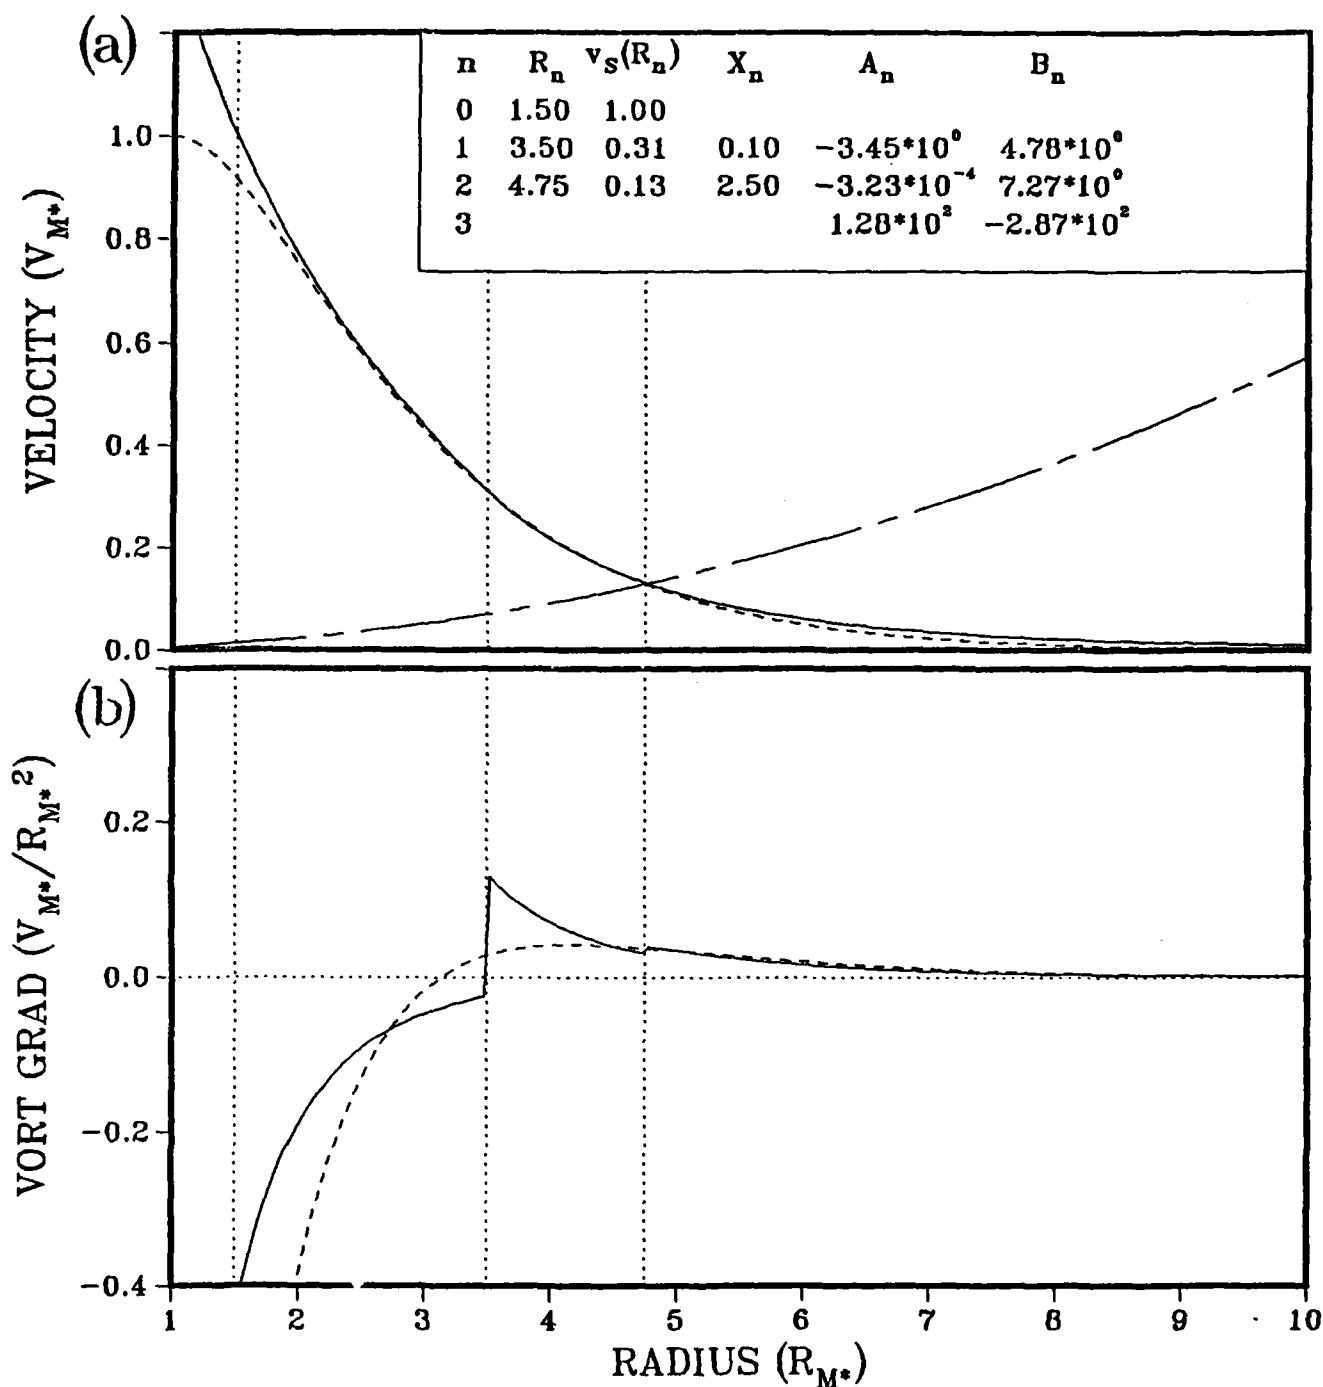 (a)
VELOCITY (V_M*)
1.0
0.8
0.6
0.4
0.2
0.0
n R_n v_S(R_n) X_n A_n B_n
0 1.50 1.00
1 3.50 0.31 0.10 −3.45*10^0 4.78*10^0
2 4.75 0.13 2.50 −3.23*10^-4 7.27*10^0
3 1.28*10^2 −2.87*10^2
(b)
VORT GRAD (V_M*/R_M*^2)
0.2
0.0
−0.2
−0.4
1 2 3 4 5 6 7 8 9 10
RADIUS (R_M*)